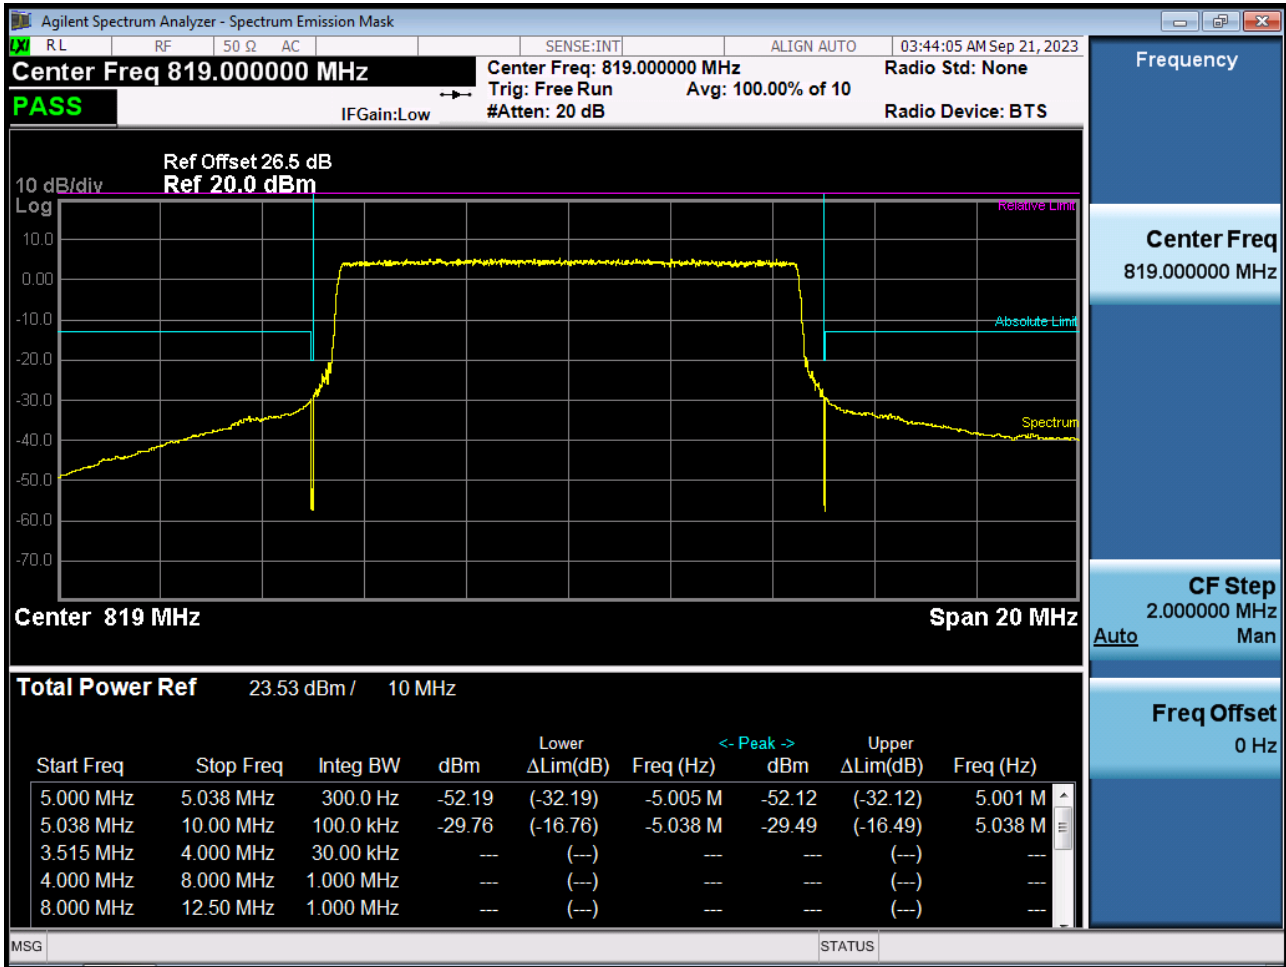 Agilent Spectrum Analyzer - Spectrum Emission Mask
LXI RL RF 50 Ω AC SENSE:INT ALIGN AUTO 03:44:05 AM Sep 21, 2023
Center Freq 819.000000 MHz
Center Freq: 819.000000 MHz Radio Std: None
Trig: Free Run Avg: 100.00% of 10
PASS
IFGain:Low #Atten: 20 dB Radio Device: BTS
Ref Offset 26.5 dB
10 dB/div Ref 20.0 dBm
Log
Relative Limit
10.0
0.00
-10.0
Absolute Limit
-20.0
-30.0
Spectrum
-40.0
-50.0
-60.0
-70.0
Center 819 MHz Span 20 MHz
Total Power Ref 23.53 dBm / 10 MHz
Lower <- Peak -> Upper
Start Freq Stop Freq Integ BW dBm ΔLim(dB) Freq (Hz) dBm ΔLim(dB) Freq (Hz)
5.000 MHz 5.038 MHz 300.0 Hz -52.19 (-32.19) -5.005 M -52.12 (-32.12) 5.001 M
5.038 MHz 10.00 MHz 100.0 kHz -29.76 (-16.76) -5.038 M -29.49 (-16.49) 5.038 M
3.515 MHz 4.000 MHz 30.00 kHz --- (---) --- --- (---) ---
4.000 MHz 8.000 MHz 1.000 MHz --- (---) --- --- (---) ---
8.000 MHz 12.50 MHz 1.000 MHz --- (---) --- --- (---) ---
MSG STATUS
Frequency
Center Freq
819.000000 MHz
CF Step
2.000000 MHz
Auto Man
Freq Offset
0 Hz